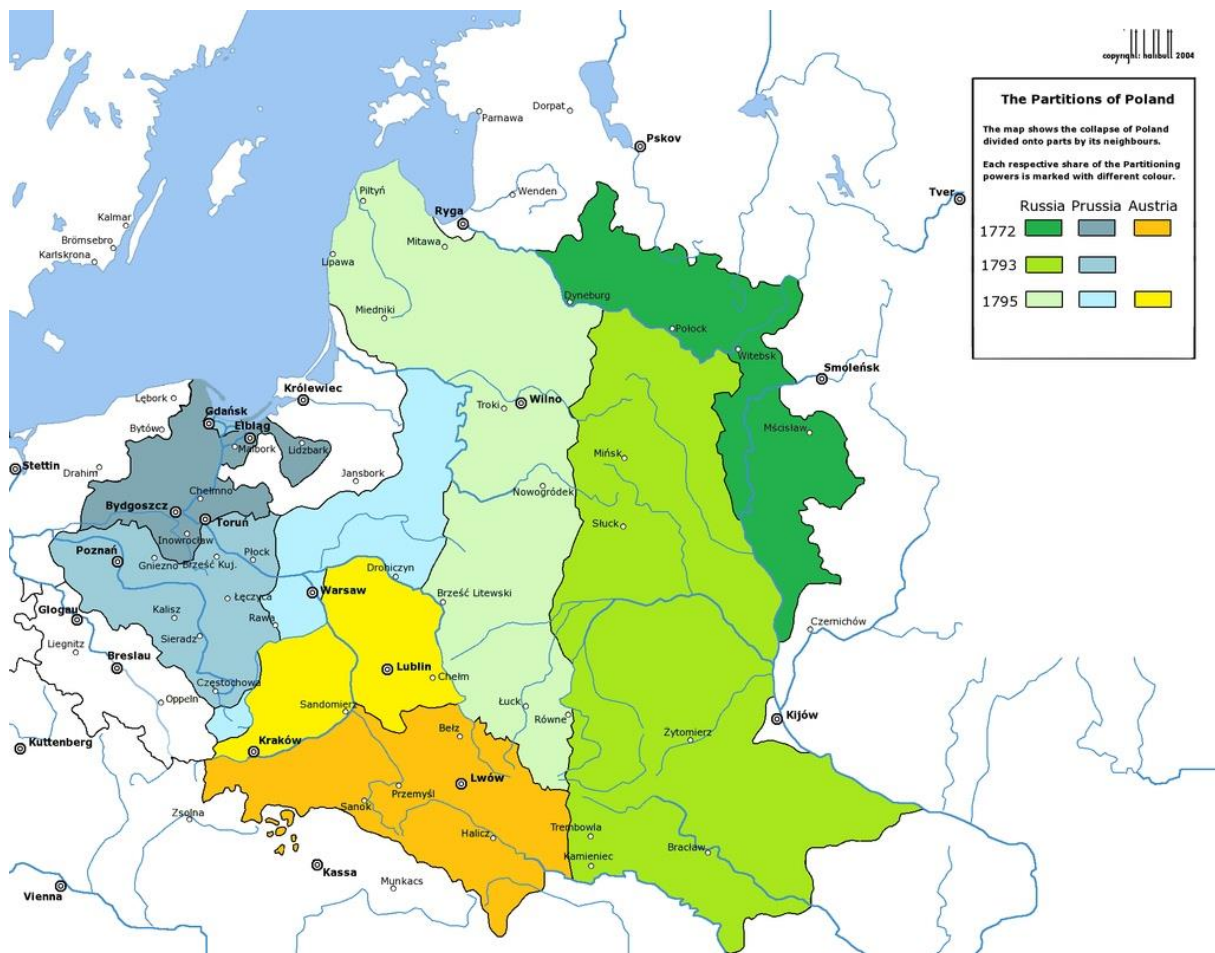 copyright: halibutt 2004
The Partitions of Poland
The map shows the collapse of Poland
divided onto parts by its neighbours.
Each respective share of the Partitioning
powers is marked with different colour.
Russia Prussia Austria
1772
1793
1795
Dorpat
Parnawa
Pskov
Piltyń
Wenden
Tver
Kalmar
Ryga
Brömsebro
Mitawa
Karlskrona
Lipawa
Dyneburg
Miedniki
Połock
Witebsk
Smoleńsk
Królewiec
Lębork
Troki
Wilno
Gdańsk
Bytów
Elbląg
Mścisław
Malbork
Lidzbark
Mińsk
Stettin
Drahim
Jansbork
Chełmno
Nowogródek
Bydgoszcz
Toruń
Słuck
Inowrocław
Poznań
Płock
Gniezno
Brześć Kuj.
Drohiczyn
Warsaw
Brześć Litewski
Łęczyca
Glogau
Kalisz
Rawa
Czernichów
Sieradz
Liegnitz
Breslau
Lublin
Chełm
Częstochowa
Oppeln
Sandomierz
Łuck
Równe
Kijów
Bełz
Żytomierz
Kuttenberg
Kraków
Lwów
Przemyśl
Sanok
Zsolna
Halicz
Trembowla
Bracław
Kamieniec
Kassa
Munkacs
Vienna